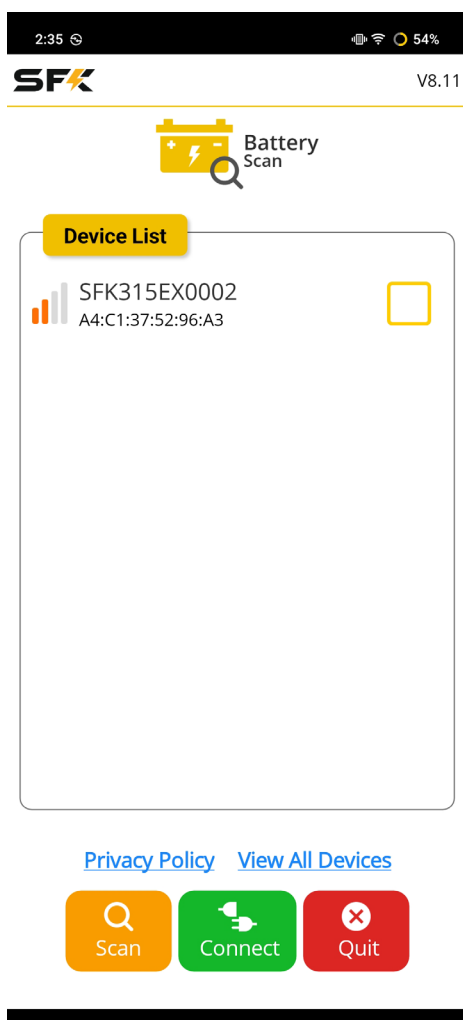 2:35 54%
SFK V8.11
Battery
Scan
Device List
SFK315EX0002
A4:C1:37:52:96:A3
Privacy Policy View All Devices
Scan Connect Quit